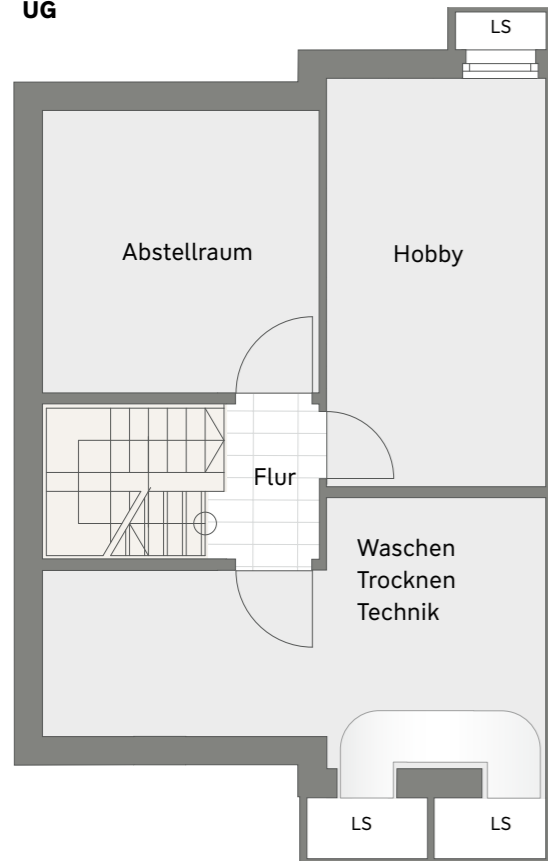 UG
LS
Abstellraum
Hobby
Flur
Waschen
Trocknen
Technik
LS
LS